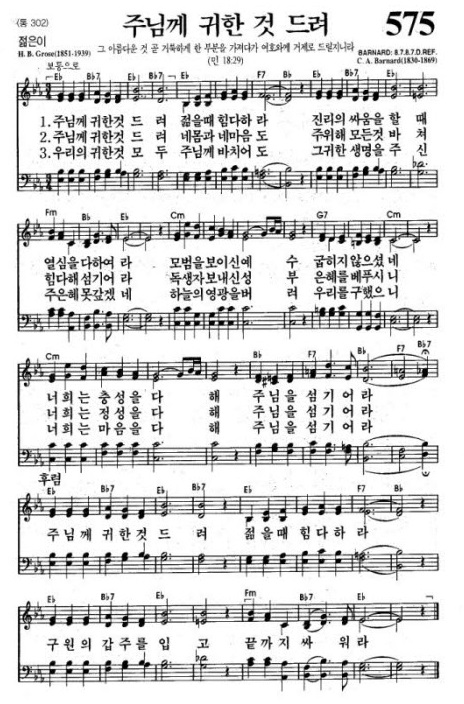 (통 302)
주님께 귀한 것 드려
575
젊은이
H. B. Grose(1851-1939)
그 아름다운 것 곧 거룩하게 한 부분을 가져다가 여호와께 거제로 드릴지니라
(민 18:29)
BARNARD: 8.7.8.7.D.REF.
C. A. Barnard(1830-1869)
보통으로
Eb Bb7 Eb Bb7 Eb F7 Bb Eb Bb7
1. 주님께 귀한것 드 려 젊을때 힘다하 라 진리의 싸움을 할 때
2. 주님께 귀한것 드 려 네몸과 네마음 도 주위해 모든것 바 쳐
3. 우리의 귀한것 모 두 주님께 바치어 도 그귀한 생명을 주 신
Fm Bb Eb Cm G7 Cm
열심을다하여 라 모범을보이신예 수 굽히지않으셨 네
힘다해섬기어 라 독생자보내신성 부 은혜를베푸시 니
주은혜못갚겠 네 하늘의영광을버 려 우리를구했으 니
Cm Bb F7 Bb F7 Bb7
너희는 충성을 다 해 주님을 섬기어 라
너희는 정성을 다 해 주님을 섬기어 라
너희는 마음을 다 해 주님을 섬기어 라
후렴
Eb Bb7 Eb Bb7 Eb F7
주님께 귀한것 드 려 젊을때 힘다하 라
Eb Bb7 Eb Fm Eb Bb7 Eb
구원의 갑주를 입 고 끝까지 싸 워라